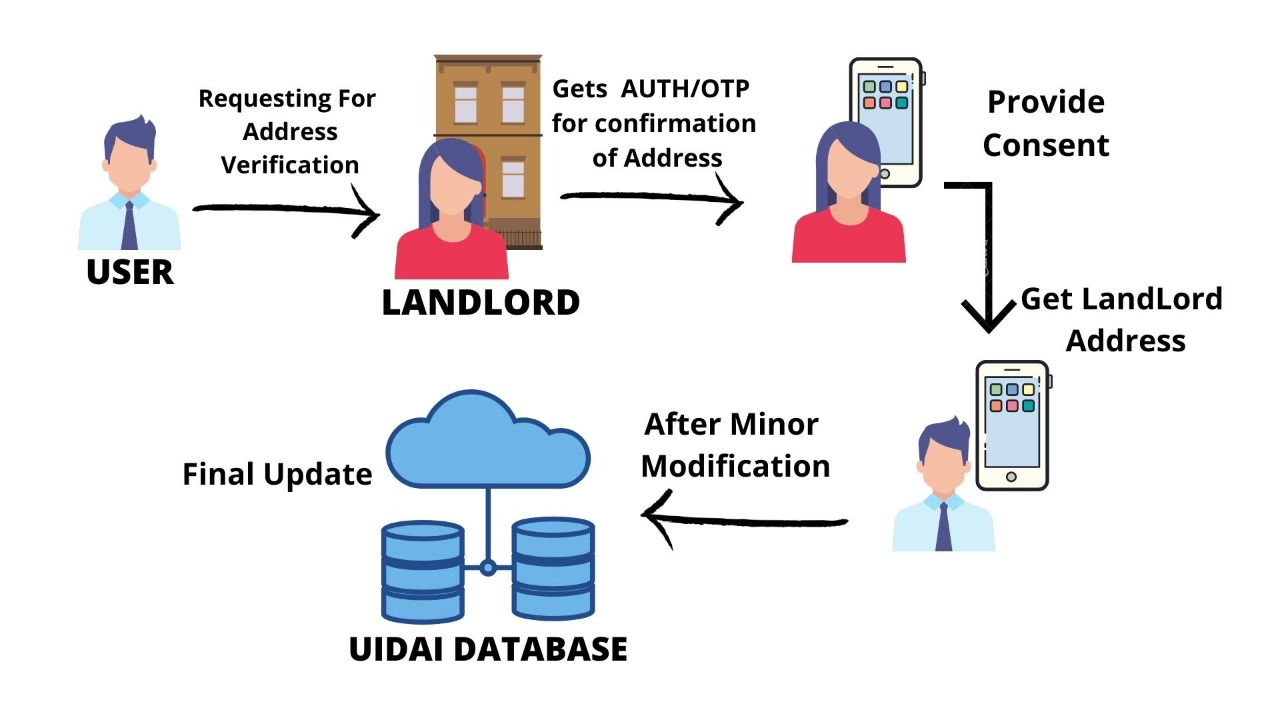 Requesting For
Address
Verification
USER
LANDLORD
Gets AUTH/OTP
for confirmation
of Address
Provide
Consent
Get LandLord
Address
After Minor
Modification
Final Update
UIDAI DATABASE